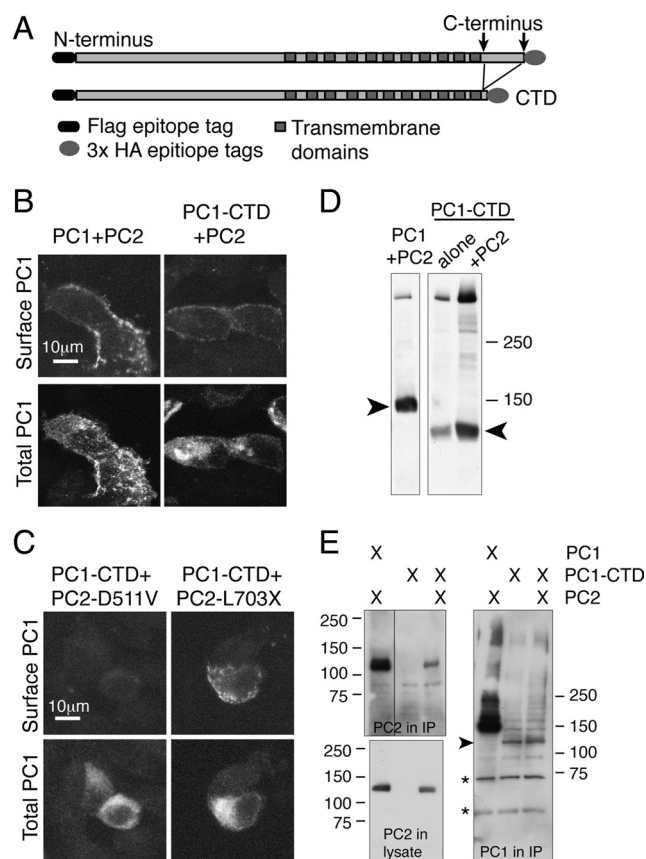 A
N-terminus
C-terminus
CTD
Flag epitope tag
3x HA epitiope tags
Transmembrane
domains
B
PC1+PC2
PC1-CTD
+PC2
Surface PC1
10μm
Total PC1
C
PC1-CTD+
PC2-D511V
PC1-CTD+
PC2-L703X
Surface PC1
10μm
Total PC1
D
PC1
+PC2
PC1-CTD
alone
+PC2
250
150
E
X
X PC1
X X
X X PC1-CTD
X X
X X PC2
250
150
100
75
PC2 in IP
250
150
100
75
PC2 in
lysate
250
150
100
75
*
*
PC1 in IP